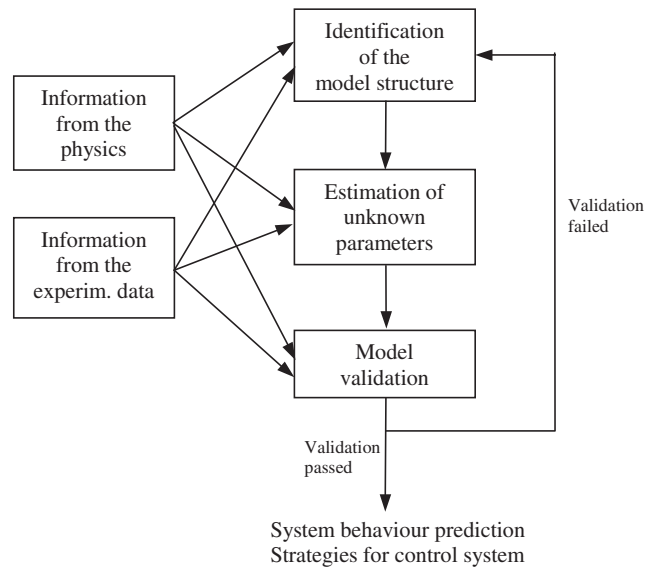 Identification
of the
model structure
Information
from the
physics
Estimation of
unknown
parameters
Validation
failed
Information
from the
experim. data
Model
validation
Validation
passed
System behaviour prediction
Strategies for control system